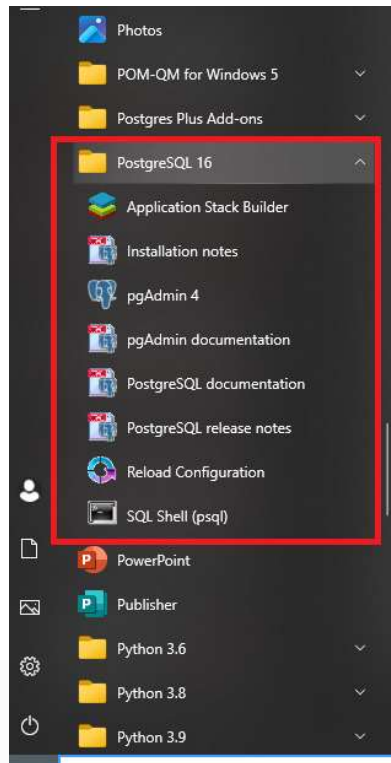 Photos
POM-QM for Windows 5
Postgres Plus Add-ons
PostgreSQL 16
Application Stack Builder
Installation notes
pgAdmin 4
pgAdmin documentation
PostgreSQL documentation
PostgreSQL release notes
Reload Configuration
SQL Shell (psql)
PowerPoint
Publisher
Python 3.6
Python 3.8
Python 3.9